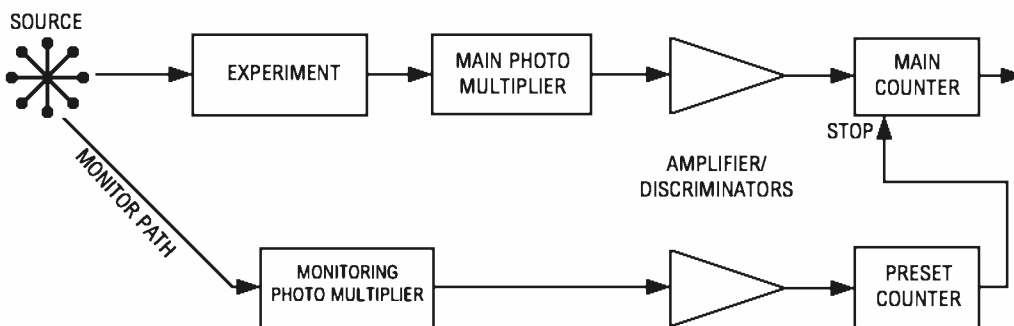 SOURCE
EXPERIMENT
MAIN PHOTO
MULTIPLIER
MAIN
COUNTER
STOP
AMPLIFIER/
DISCRIMINATORS
MONITOR PATH
MONITORING
PHOTO MULTIPLIER
PRESET
COUNTER